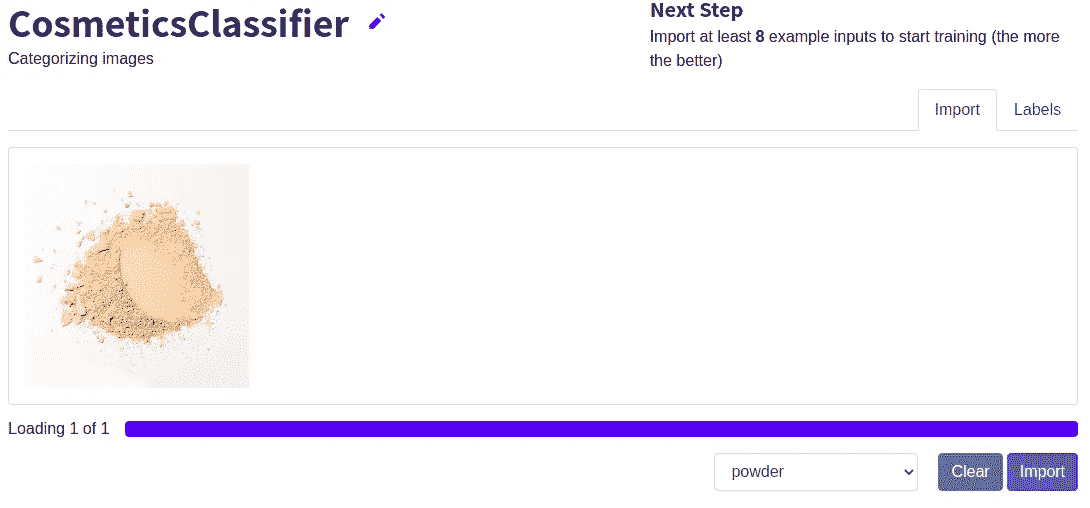 CosmeticsClassifier
Categorizing images
Next Step
Import at least 8 example inputs to start training (the more
the better)
Import
Labels
Loading 1 of 1
powder
Clear
Import